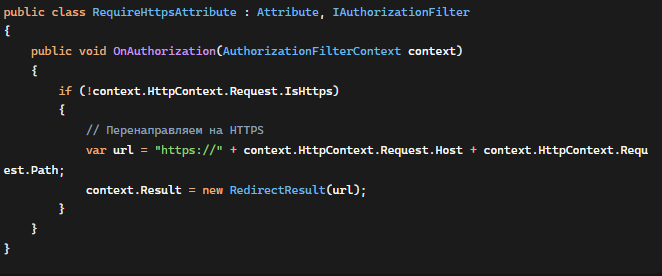 public class RequireHttpsAttribute : Attribute, IAuthorizationFilter
{
    public void OnAuthorization(AuthorizationFilterContext context)
    {
        if (!context.HttpContext.Request.IsHttps)
        {
            // Перенаправляем на HTTPS
            var url = "https://" + context.HttpContext.Request.Host + context.HttpContext.Requ
est.Path;
            context.Result = new RedirectResult(url);
        }
    }
}